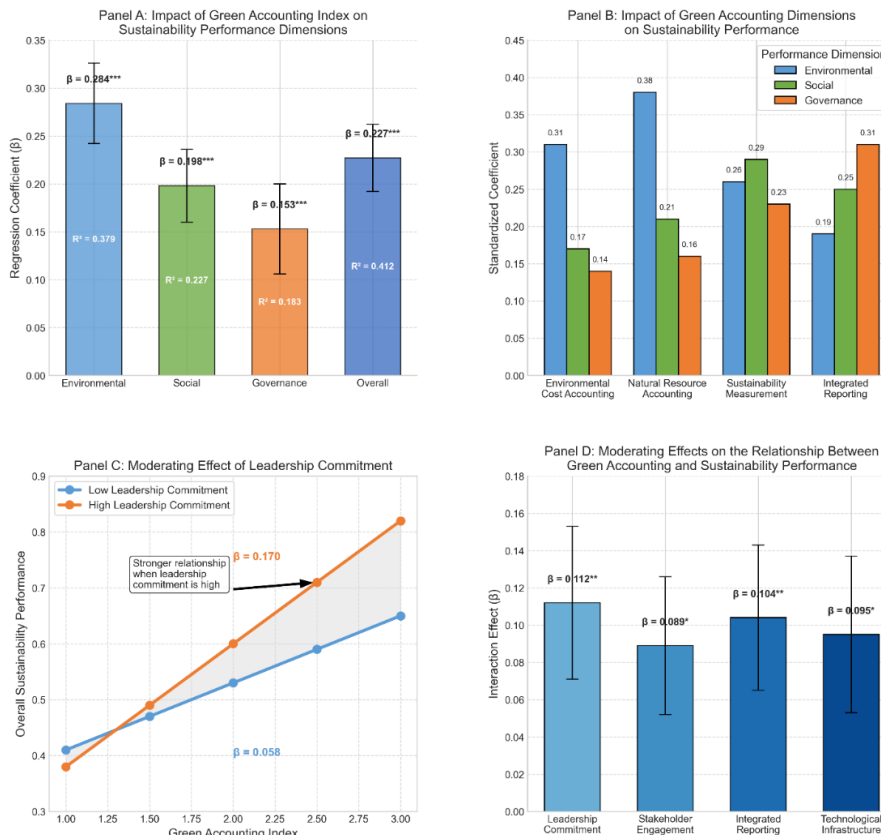 Panel A: Impact of Green Accounting Index on
Sustainability Performance Dimensions
Regression Coefficient (β)
0.35
0.30
0.25
0.20
0.15
0.10
0.05
0.00
β = 0.284***
β = 0.198***
β = 0.153***
β = 0.227***
R² = 0.379
R² = 0.227
R² = 0.183
R² = 0.412
Environmental
Social
Governance
Overall
Panel B: Impact of Green Accounting Dimensions
on Sustainability Performance
Standardized Coefficient
0.45
0.40
0.35
0.30
0.25
0.20
0.15
0.10
0.05
0.00
Performance Dimension
Environmental
Social
Governance
0.31
0.17
0.14
0.38
0.21
0.16
0.26
0.29
0.23
0.19
0.25
0.31
Environmental
Cost Accounting
Natural Resource
Accounting
Sustainability
Measurement
Integrated
Reporting
Panel C: Moderating Effect of Leadership Commitment
Overall Sustainability Performance
0.9
0.8
0.7
0.6
0.5
0.4
0.3
Low Leadership Commitment
High Leadership Commitment
β = 0.170
Stronger relationship
when leadership
commitment is high
β = 0.058
1.00
1.25
1.50
1.75
2.00
2.25
2.50
2.75
3.00
Green Accounting Index
Panel D: Moderating Effects on the Relationship Between
Green Accounting and Sustainability Performance
Interaction Effect (β)
0.18
0.16
0.14
0.12
0.10
0.08
0.06
0.04
0.02
0.00
β = 0.112**
β = 0.089*
β = 0.104**
β = 0.095*
Leadership
Commitment
Stakeholder
Engagement
Integrated
Reporting
Technological
Infrastructure